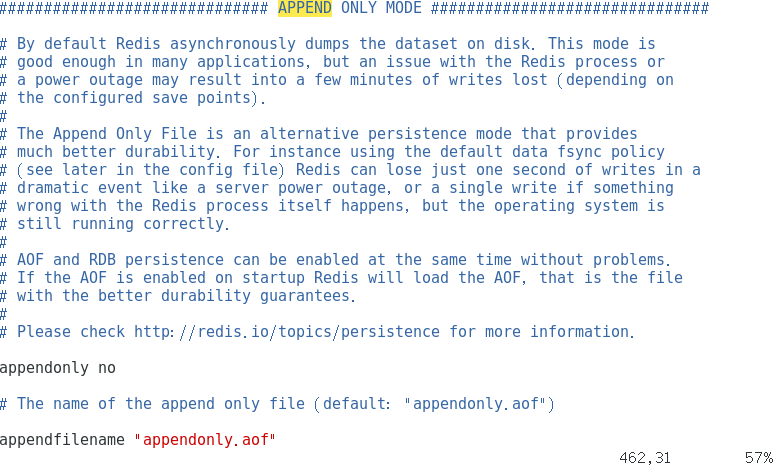 ############################## APPEND ONLY MODE ###############################
# By default Redis asynchronously dumps the dataset on disk. This mode is
# good enough in many applications, but an issue with the Redis process or
# a power outage may result into a few minutes of writes lost (depending on
# the configured save points).
#
# The Append Only File is an alternative persistence mode that provides
# much better durability. For instance using the default data fsync policy
# (see later in the config file) Redis can lose just one second of writes in a
# dramatic event like a server power outage, or a single write if something
# wrong with the Redis process itself happens, but the operating system is
# still running correctly.
#
# AOF and RDB persistence can be enabled at the same time without problems.
# If the AOF is enabled on startup Redis will load the AOF, that is the file
# with the better durability guarantees.
#
# Please check http://redis.io/topics/persistence for more information.
appendonly no
# The name of the append only file (default: "appendonly.aof")
appendfilename "appendonly.aof"
462,31 57%